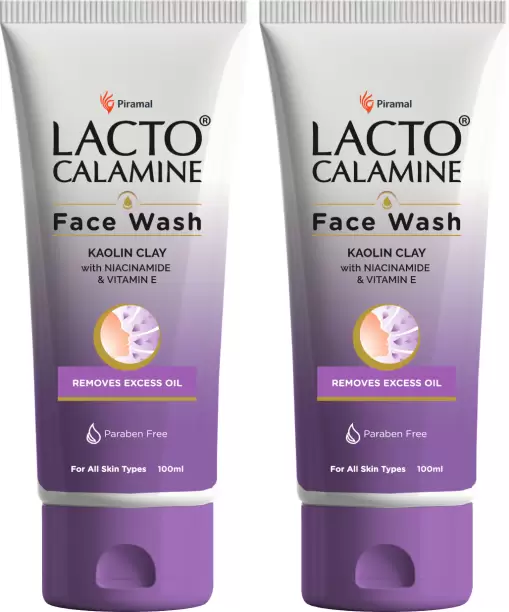 Piramal
LACTO®
CALAMINE
Face Wash
KAOLIN CLAY
with NIACINAMIDE
& VITAMIN E
REMOVES EXCESS OIL
Paraben Free
For All Skin Types 100ml
Piramal
LACTO®
CALAMINE
Face Wash
KAOLIN CLAY
with NIACINAMIDE
& VITAMIN E
REMOVES EXCESS OIL
Paraben Free
For All Skin Types 100ml